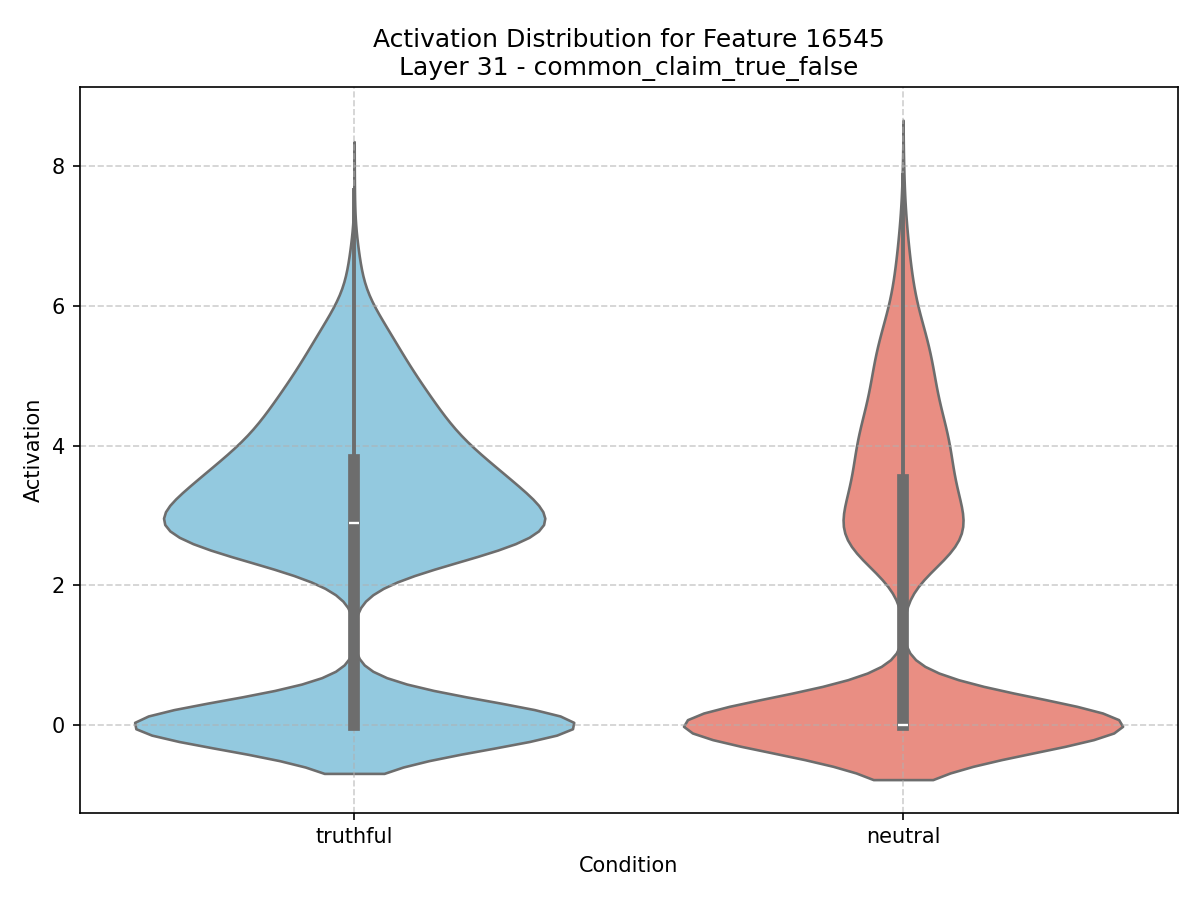 Activation Distribution for Feature 16545
Layer 31 - common_claim_true_false
8
6
4
2
0
Activation
truthful
neutral
Condition